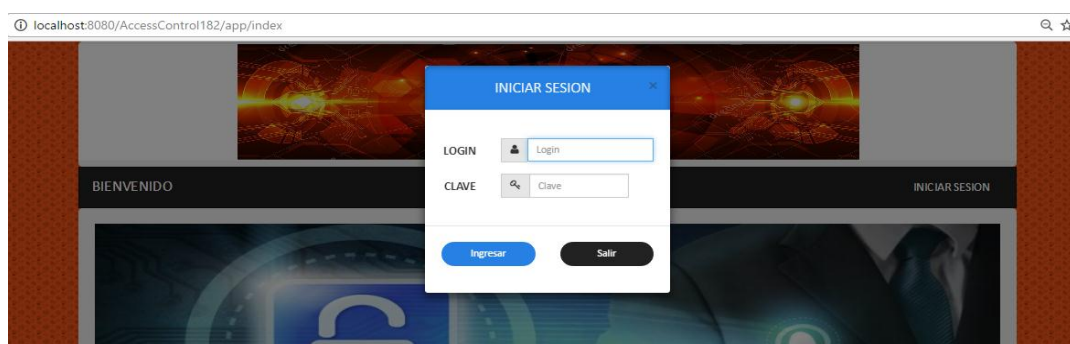 localhost:8080/AccessControl182/app/index
INICIAR SESION ×
LOGIN Login
CLAVE Clave
BIENVENIDO INICIAR SESION
Ingresar Salir